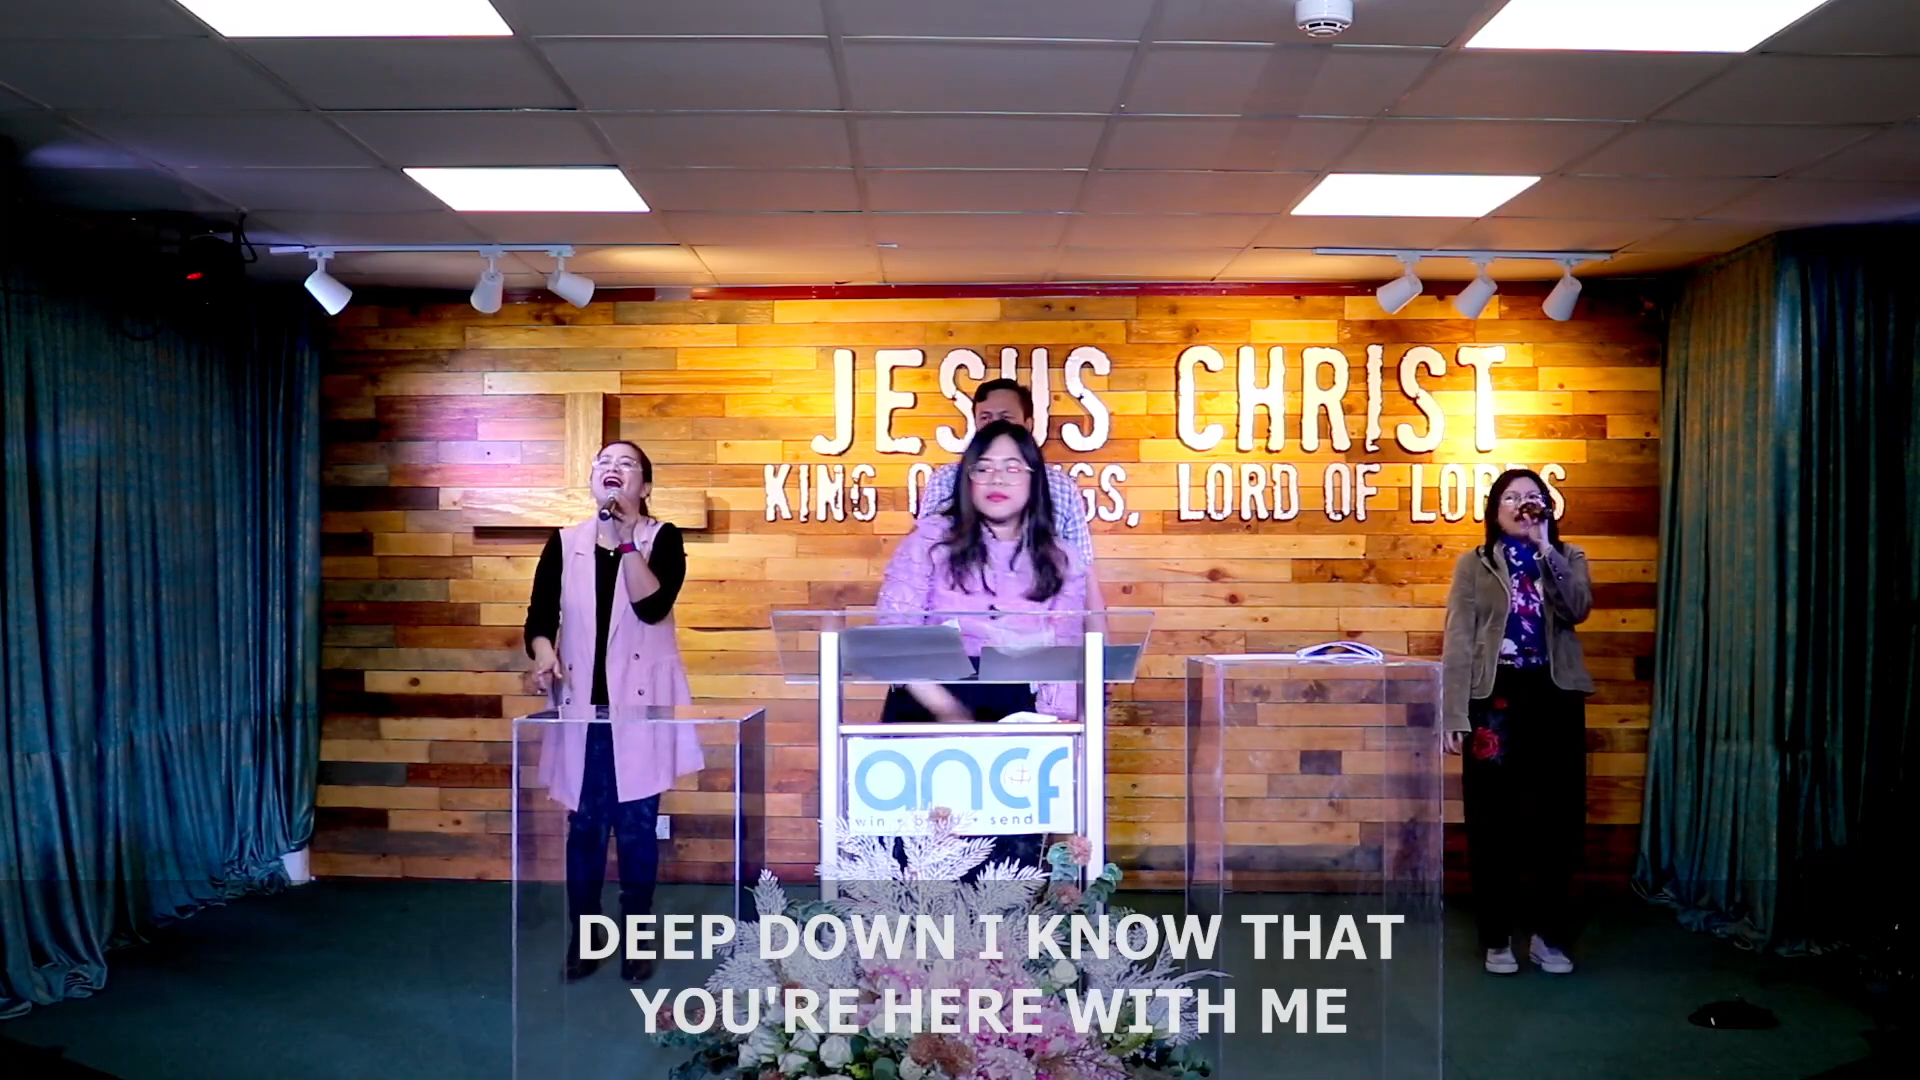 JESUS CHRIST
KING OF KINGS, LORD OF LORDS
ancf
win • build • send
DEEP DOWN I KNOW THAT
YOU'RE HERE WITH ME